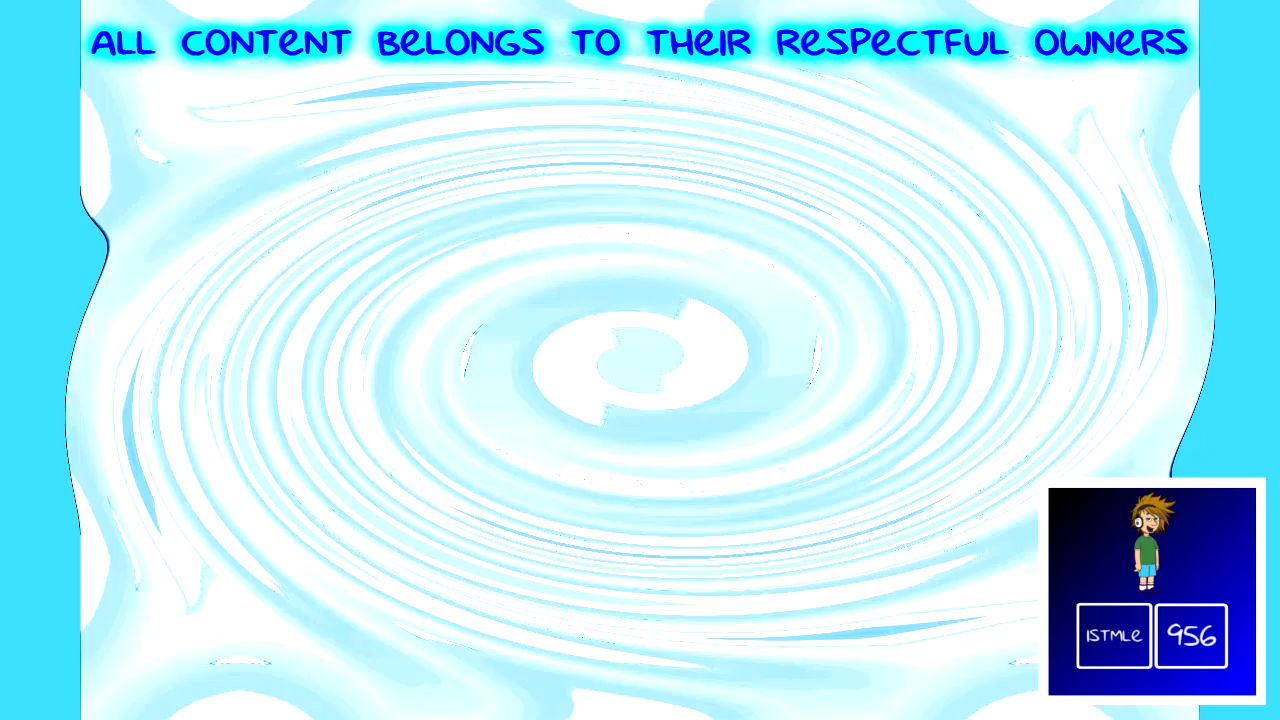 ALL CONTeNT BeLONGS TO THeIR ReSPeCTFUL OWNeRS
ISTMLe 956